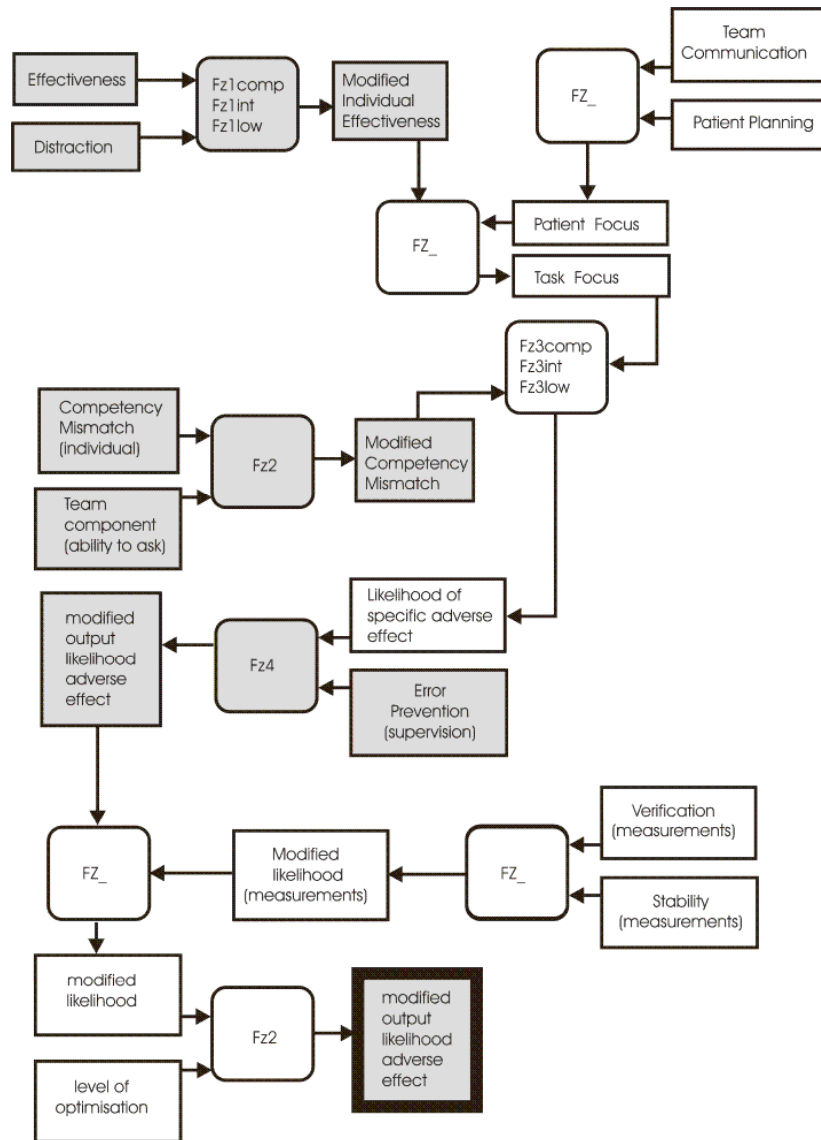 Team
Communication
Effectiveness
Fz1comp
Fz1int
Fz1low
Modified
Individual
Effectiveness
FZ_
Patient Planning
Distraction
FZ_
Patient Focus
Task Focus
Fz3comp
Fz3int
Fz3low
Competency
Mismatch
(individual)
Fz2
Modified
Competency
Mismatch
Team
component
(ability to ask)
modified
output
likelihood
adverse
effect
Fz4
Likelihood of
specific adverse
effect
Error
Prevention
(supervision)
Verification
(measurements)
FZ_
Modified
likelihood
(measurements)
FZ_
Stability
(measurements)
modified
likelihood
Fz2
modified
output
likelihood
adverse
effect
level of
optimisation